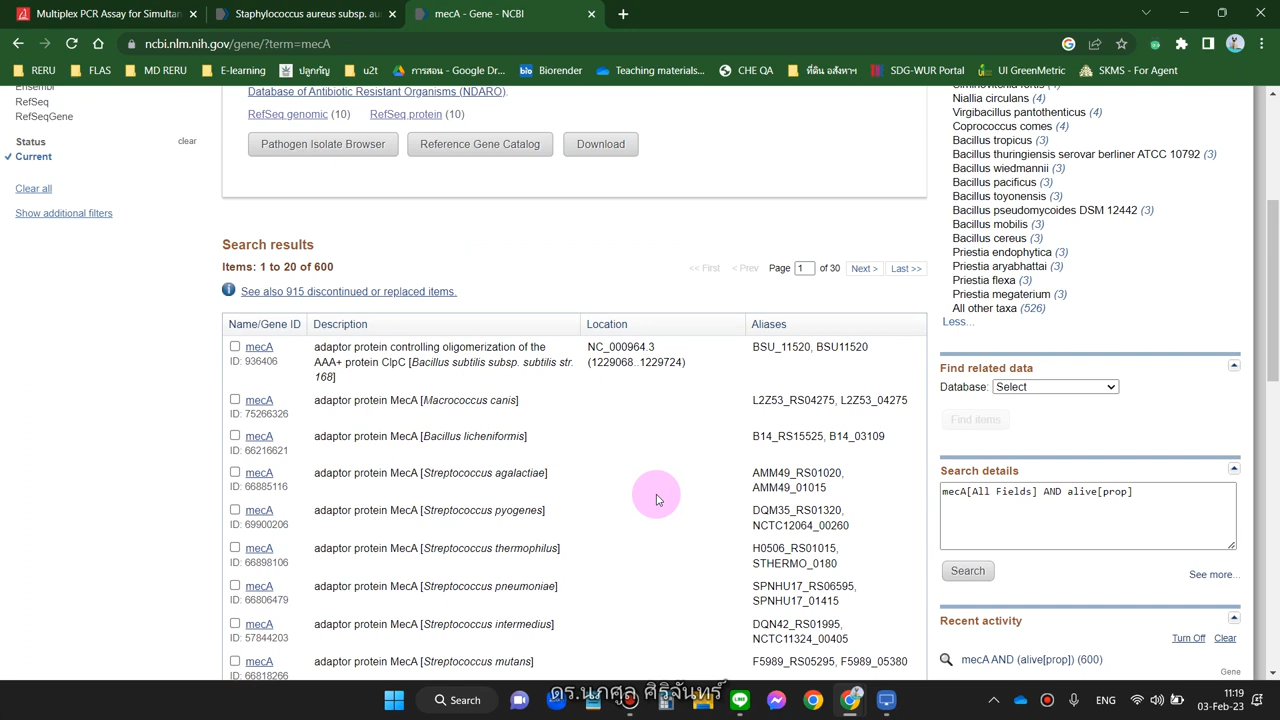 Multiplex PCR Assay for Simultan
Staphylococcus aureus subsp. au
mecA - Gene - NCBI
ncbi.nlm.nih.gov/gene/?term=mecA
RERU
FLAS
MD RERU
E-learning
ปลูกกัญ
u2t
การสอน - Google Dr...
bio
Biorender
Teaching materials...
CHE QA
ที่ดิน อสังหาฯ
SDG-WUR Portal
UI GreenMetric
SKMS - For Agent
Ensembl
RefSeq
RefSeqGene
Status
clear
Current
Clear all
Show additional filters
Database of Antibiotic Resistant Organisms (NDARO).
RefSeq genomic (10) RefSeq protein (10)
Pathogen Isolate Browser
Reference Gene Catalog
Download
Search results
Items: 1 to 20 of 600
<< First < Prev Page 1 of 30 Next > Last >>
See also 915 discontinued or replaced items.
Name/Gene ID Description Location Aliases
mecA
ID: 936406
adaptor protein controlling oligomerization of the
AAA+ protein ClpC [Bacillus subtilis subsp. subtilis str.
168]
NC_000964.3
(1229068..1229724)
BSU_11520, BSU11520
mecA
ID: 75266326
adaptor protein MecA [Macrococcus canis]
L2Z53_RS04275, L2Z53_04275
mecA
ID: 66216621
adaptor protein MecA [Bacillus licheniformis]
B14_RS15525, B14_03109
mecA
ID: 66885116
adaptor protein MecA [Streptococcus agalactiae]
AMM49_RS01020,
AMM49_01015
mecA
ID: 69900206
adaptor protein MecA [Streptococcus pyogenes]
DQM35_RS01320,
NCTC12064_00260
mecA
ID: 66898106
adaptor protein MecA [Streptococcus thermophilus]
H0506_RS01015,
STHERMO_0180
mecA
ID: 66806479
adaptor protein MecA [Streptococcus pneumoniae]
SPNHU17_RS06595,
SPNHU17_01415
mecA
ID: 57844203
adaptor protein MecA [Streptococcus intermedius]
DQN42_RS01995,
NCTC11324_00405
mecA
ID: 66818266
adaptor protein MecA [Streptococcus mutans]
F5989_RS05295, F5989_05380
Niallia circulans (4)
Virgibacillus pantothenticus (4)
Coprococcus comes (4)
Bacillus tropicus (3)
Bacillus thuringiensis serovar berliner ATCC 10792 (3)
Bacillus wiedmannii (3)
Bacillus pacificus (3)
Bacillus toyonensis (3)
Bacillus pseudomycoides DSM 12442 (3)
Bacillus mobilis (3)
Bacillus cereus (3)
Priestia endophytica (3)
Priestia aryabhattai (3)
Priestia flexa (3)
Priestia megaterium (3)
All other taxa (526)
Less...
Find related data
Database: Select
Find items
Search details
mecA[All Fields] AND alive[prop]
Search
See more...
Recent activity
Turn Off Clear
mecA AND (alive[prop]) (600)
Gene
Search
ดร.นภศูล ศิริจันทร์
ENG
11:19
03-Feb-23